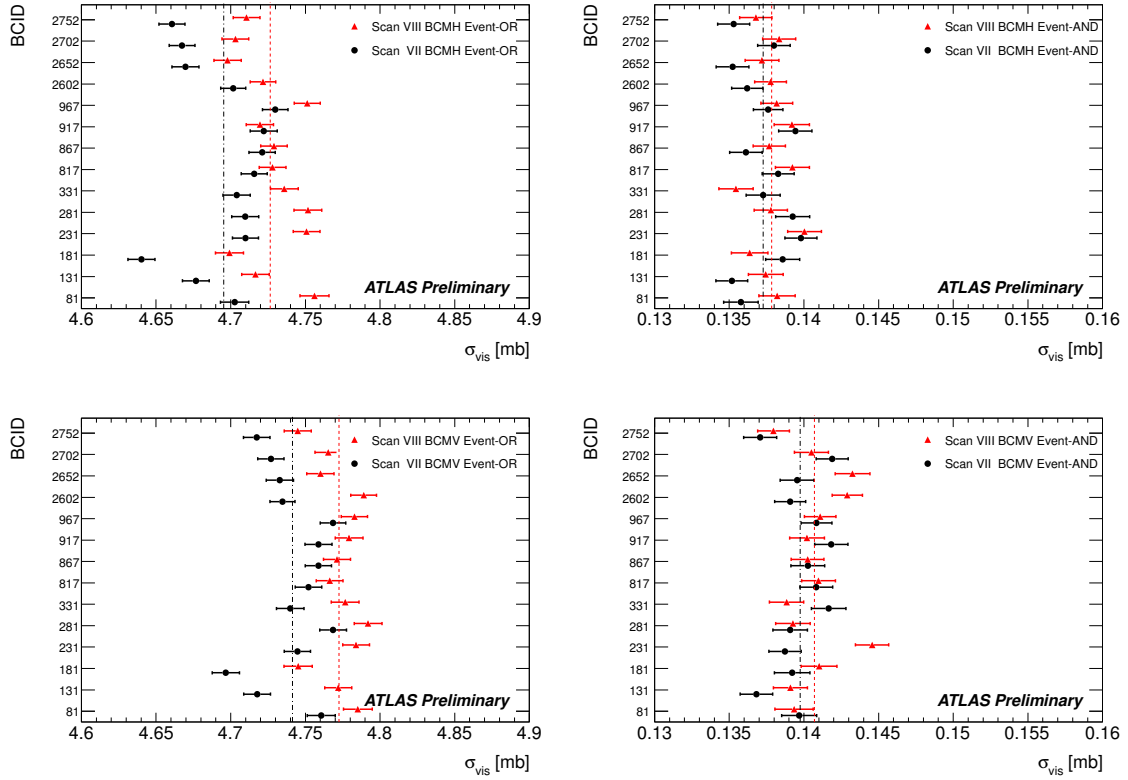 BCID
2752
2702
2652
2602
967
917
867
817
331
281
231
181
131
81
Scan VIII BCMH Event-OR
Scan VII BCMH Event-OR
ATLAS Preliminary
4.6 4.65 4.7 4.75 4.8 4.85 4.9
σvis [mb]
BCID
2752
2702
2652
2602
967
917
867
817
331
281
231
181
131
81
Scan VIII BCMH Event-AND
Scan VII BCMH Event-AND
ATLAS Preliminary
0.13 0.135 0.14 0.145 0.15 0.155 0.16
σvis [mb]
BCID
2752
2702
2652
2602
967
917
867
817
331
281
231
181
131
81
Scan VIII BCMV Event-OR
Scan VII BCMV Event-OR
ATLAS Preliminary
4.6 4.65 4.7 4.75 4.8 4.85 4.9
σvis [mb]
BCID
2752
2702
2652
2602
967
917
867
817
331
281
231
181
131
81
Scan VIII BCMV Event-AND
Scan VII BCMV Event-AND
ATLAS Preliminary
0.13 0.135 0.14 0.145 0.15 0.155 0.16
σvis [mb]